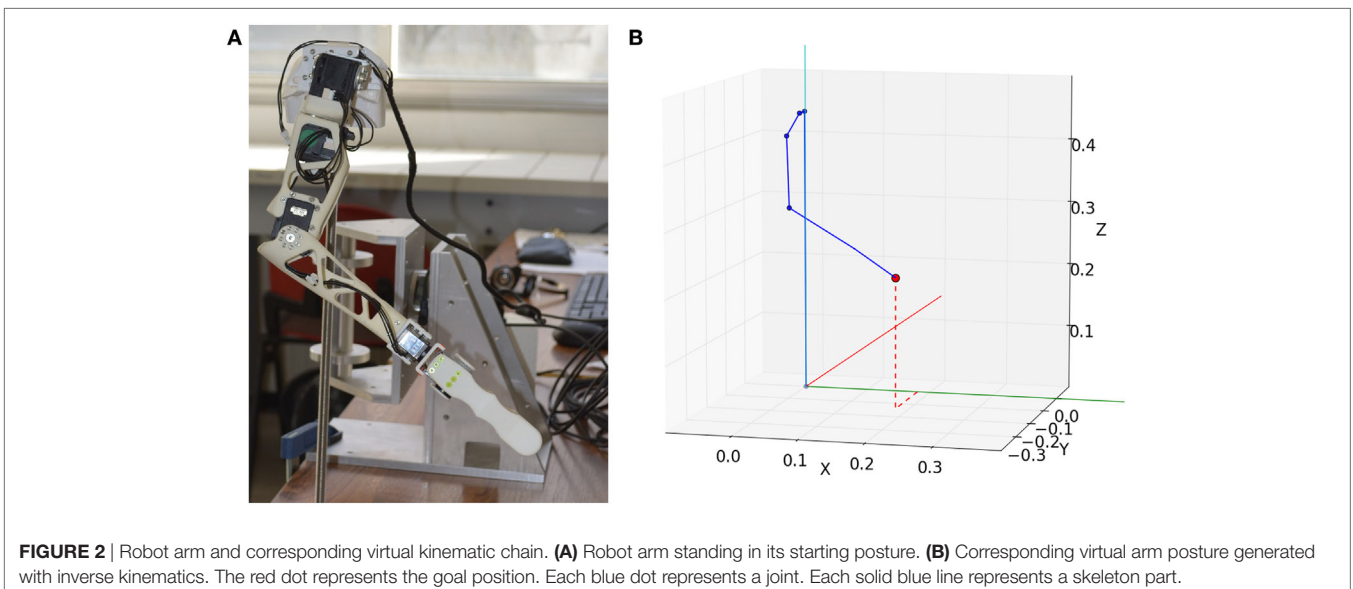 A
B
0.4
0.3
Z
0.2
0.1
0.0
−0.1
−0.2
Y
−0.3
0.0
0.1
X
0.2
0.3
FIGURE 2 | Robot arm and corresponding virtual kinematic chain. (A) Robot arm standing in its starting posture. (B) Corresponding virtual arm posture generated
with inverse kinematics. The red dot represents the goal position. Each blue dot represents a joint. Each solid blue line represents a skeleton part.